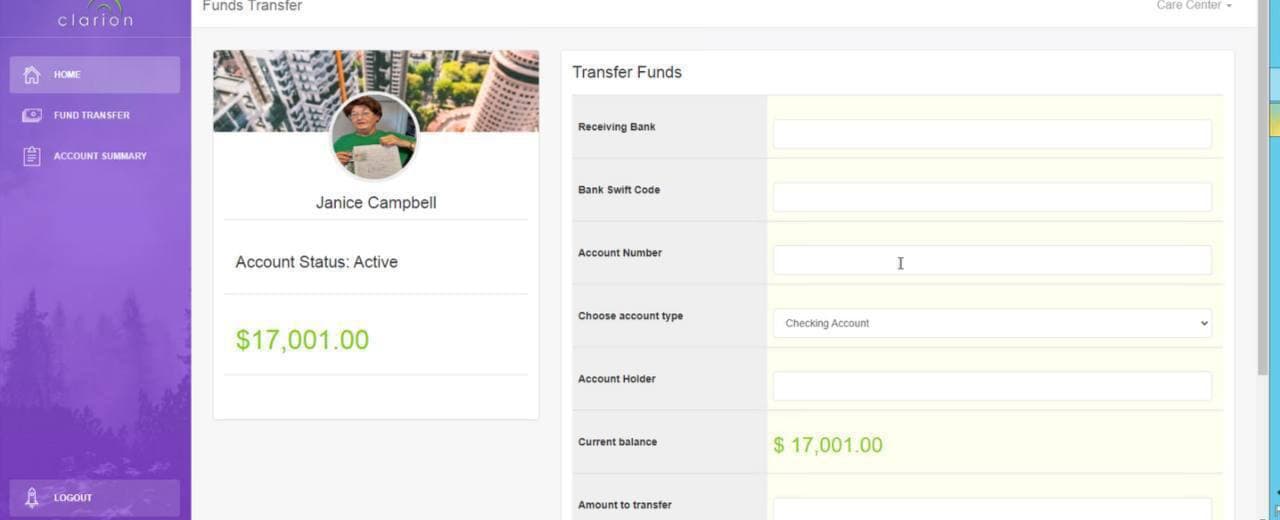 clarion
Funds Transfer
Care Center
HOME
FUND TRANSFER
ACCOUNT SUMMARY
LOGOUT
Janice Campbell
Account Status: Active
$17,001.00
Transfer Funds
Receiving Bank
Bank Swift Code
Account Number
Choose account type
Checking Account
Account Holder
Current balance
$ 17,001.00
Amount to transfer